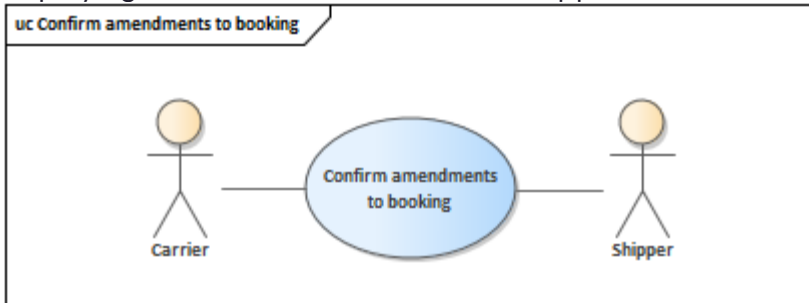 uc Confirm amendments to booking
Confirm amendments
to booking
Carrier
Shipper